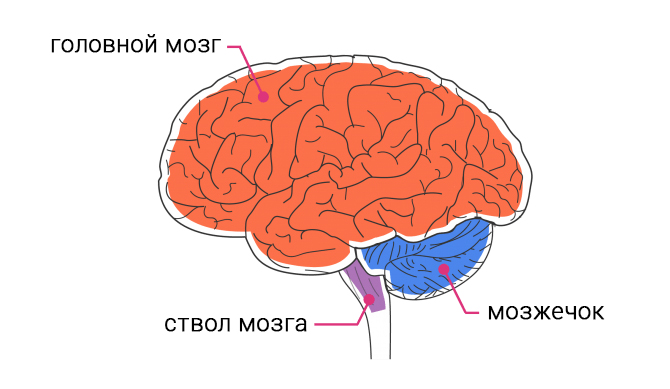 головной мозг
мозжечок
ствол мозга